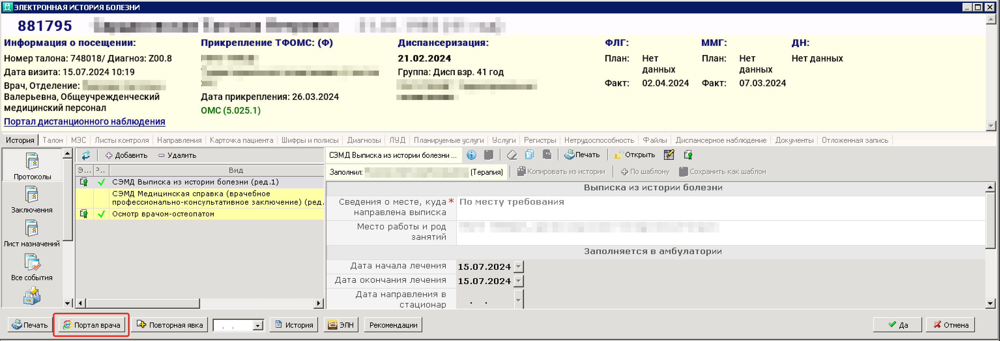 ЭЛЕКТРОННАЯ ИСТОРИЯ БОЛЕЗНИ
881795
Информация о посещении:
Номер талона: 748018/ Диагноз: Z00.8
Дата визита: 15.07.2024 10:19
Врач, Отделение:
Валерьевна, Общеучрежденческий
медицинский персонал
Портал дистанционного наблюдения
Прикрепление ТФОМС: (Ф)
Дата прикрепления: 26.03.2024
ОМС (5.025.1)
Диспансеризация:
21.02.2024
Группа: Дисп взр. 41 год
ФЛГ:
План: Нет
данных
Факт: 02.04.2024
ММГ:
План: Нет
данных
Факт: 07.03.2024
ДН:
Нет данных
История Талон МЭС Листы контроля Направления Карточка пациента Шифры и полисы Диагнозы ЛУД Планируемые услуги Услуги Регистры Нетрудоспособность Файлы Диспансерное наблюдение Документы Отложенная запись
Протоколы
Заключения
Лист назначений
Все события
Добавить Удалить
Э... Р.. Вид
СЭМД Выписка из истории болезни (ред.1)
СЭМД Медицинская справка (врачебное
профессионально-консультативное заключение) (ред.
Осмотр врачом-остеопатом
СЭМД Выписка из истории болезни ... Печать Открыть
Заполнил: (Терапия) Копировать из истории По шаблону Сохранить как шаблон
Выписка из истории болезни
Сведения о месте, куда * По месту требования
направлена выписка
Место работы и род
занятий
Заполняется в амбулатории
Дата начала лечения 15.07.2024
Дата окончания лечения 15.07.2024
Дата направления в
стационар . .
Печать Портал врача Повторная явка . . История ЭЛН Рекомендации Да Отмена